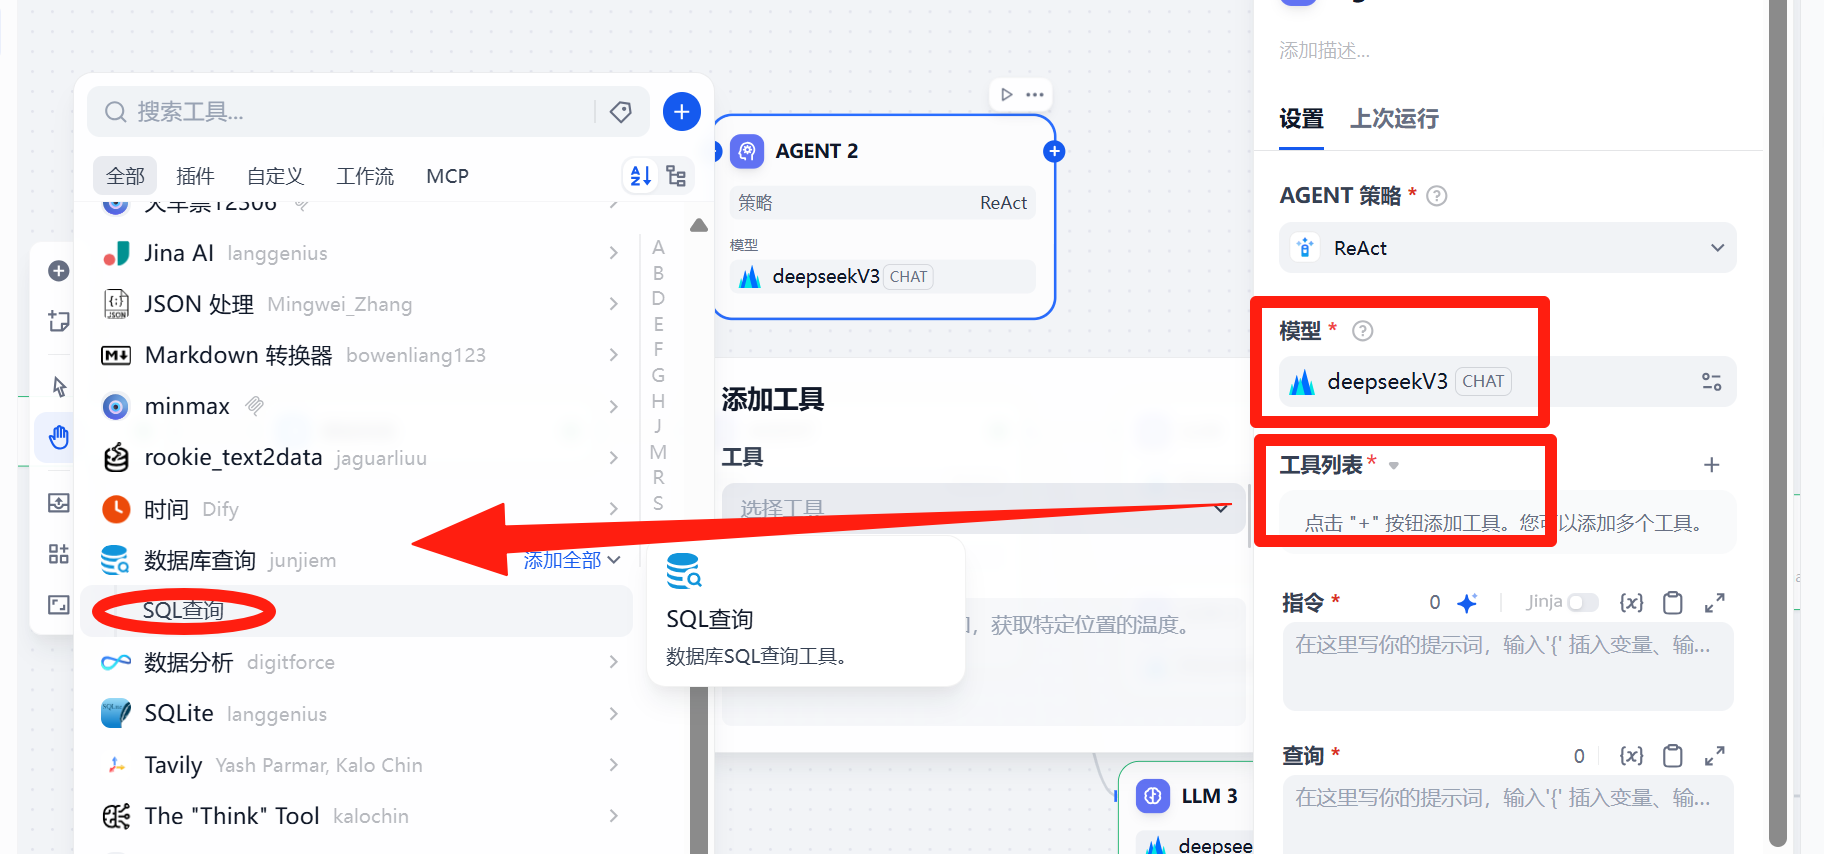 搜索工具...
全部 插件 自定义 工作流 MCP
火车票12306
Jina AI langgenius
JSON 处理 Mingwei_Zhang
Markdown 转换器 bowenliang123
minmax
rookie_text2data jaguarliuu
时间 Dify
数据库查询 junjiem 添加全部
SQL查询
数据分析 digitforce
SQLite langgenius
Tavily Yash Parmar, Kalo Chin
The "Think" Tool kalochin
A
B
D
E
F
G
H
J
M
R
S
AGENT 2
策略 ReAct
模型
deepseekV3 CHAT
添加工具
工具
选择工具
SQL查询
数据库SQL查询工具。
，获取特定位置的温度。
LLM 3
deepsee
添加描述...
设置 上次运行
AGENT 策略 *
ReAct
模型 *
deepseekV3 CHAT
工具列表 *
点击 "+" 按钮添加工具。您可以添加多个工具。
指令 * 0 Jinja {x}
在这里写你的提示词，输入'{' 插入变量、输...
查询 * 0 {x}
在这里写你的提示词，输入'{' 插入变量、输...